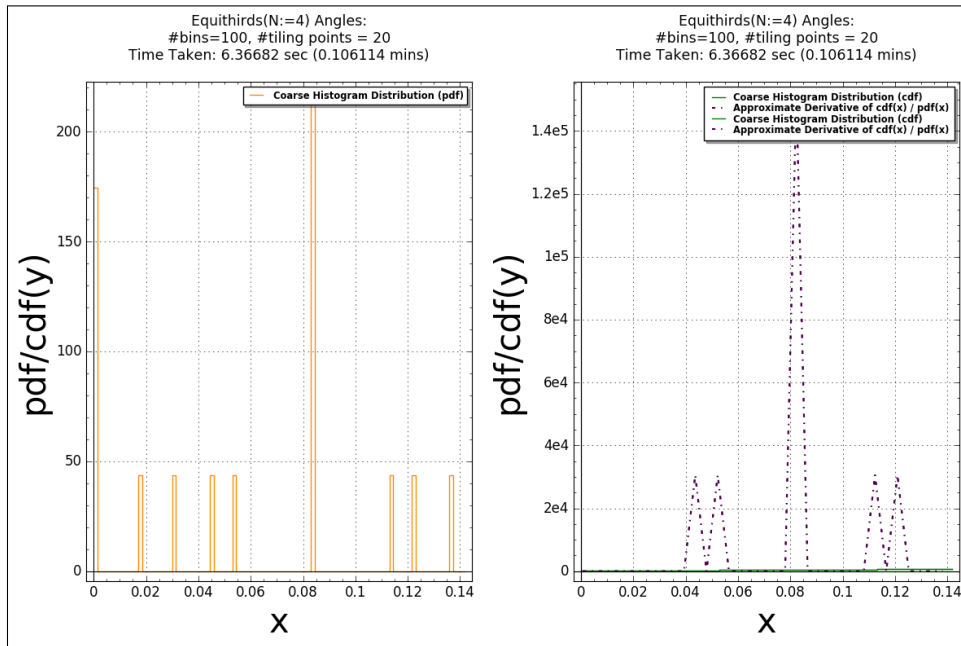 Equithirds(N:=4) Angles:
#bins=100, #tiling points = 20
Time Taken: 6.36682 sec (0.106114 mins)
Coarse Histogram Distribution (pdf)
200
150
100
50
0
pdf/cdf(y)
0 0.02 0.04 0.06 0.08 0.1 0.12 0.14
x
Equithirds(N:=4) Angles:
#bins=100, #tiling points = 20
Time Taken: 6.36682 sec (0.106114 mins)
Coarse Histogram Distribution (cdf)
Approximate Derivative of cdf(x) / pdf(x)
Coarse Histogram Distribution (cdf)
Approximate Derivative of cdf(x) / pdf(x)
1.4e5
1.2e5
1e5
8e4
6e4
4e4
2e4
0
pdf/cdf(y)
0 0.02 0.04 0.06 0.08 0.1 0.12 0.14
x